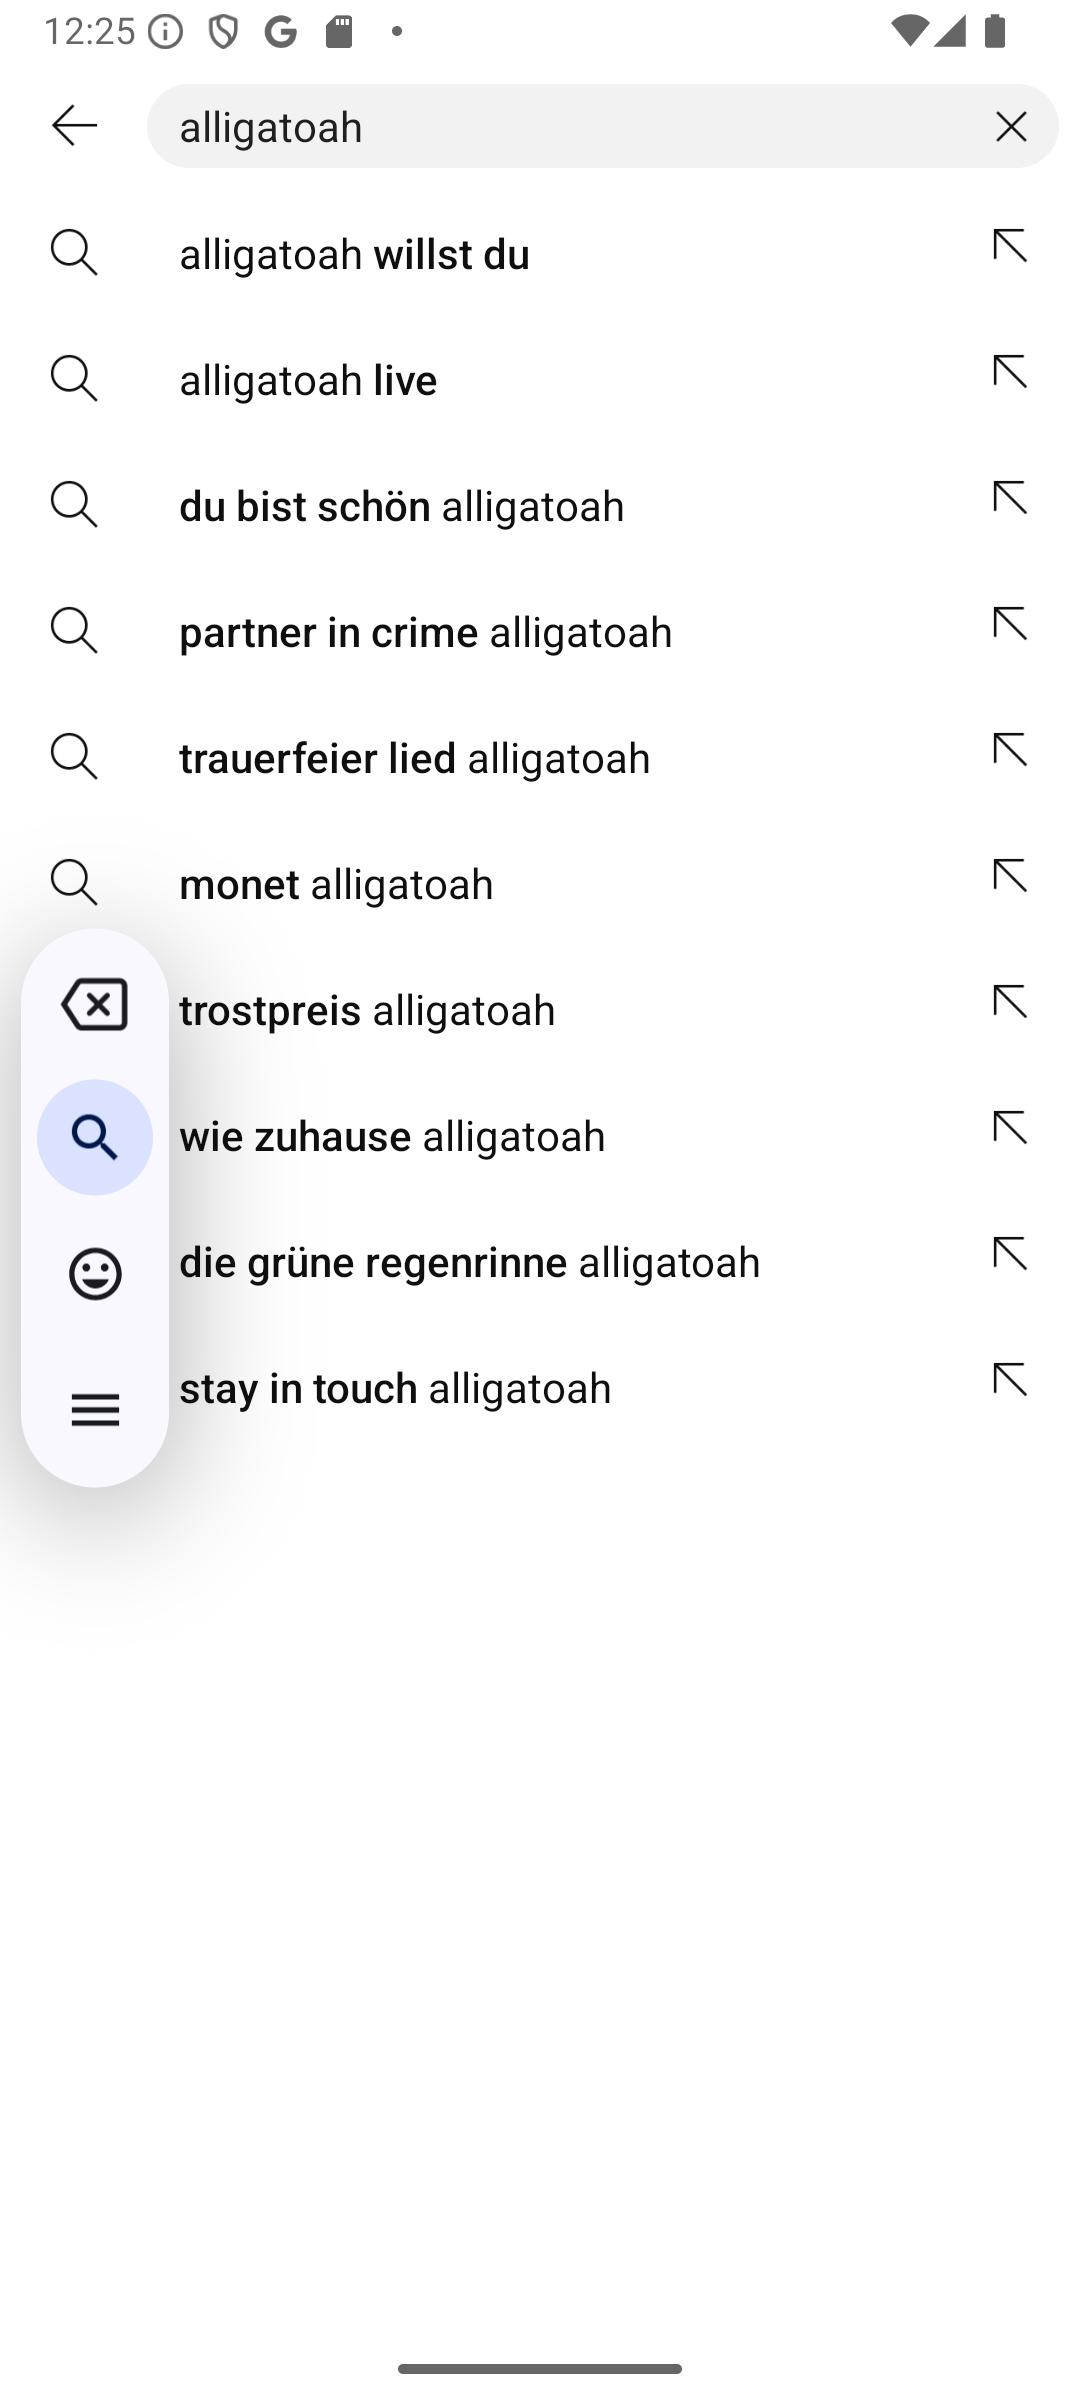 12:25
alligatoah
alligatoah willst du
alligatoah live
du bist schön alligatoah
partner in crime alligatoah
trauerfeier lied alligatoah
monet alligatoah
trostpreis alligatoah
wie zuhause alligatoah
die grüne regenrinne alligatoah
stay in touch alligatoah